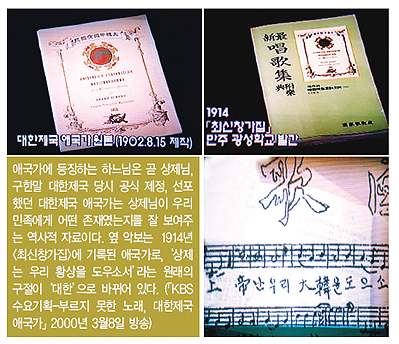 대한제국 애국가 원본(1902.8.15 제작)
新最
唱歌集
1914
「최신창가집」
만주 광성학교 발간
애국가에 등장하는 하느님은 곧 상제님,
구한말 대한제국 당시 공식 제정, 선포
했던 대한제국 애국가는 상제님이 우리
민족에게 어떤 존재였는지를 잘 보여주
는 역사적 자료이다. 옆 악보는 1914년
〈최신창가집〉에 기록된 애국가로, '상제
는 우리 황상을 도우소서' 라는 원래의
구절이 '대한' 으로 바뀌어 있다. (「KBS
수요기획-부르지 못한 노래, 대한제국
애국가」 2000년 3월8일 방송)
歌
上 帝난우리 大韓을도으소